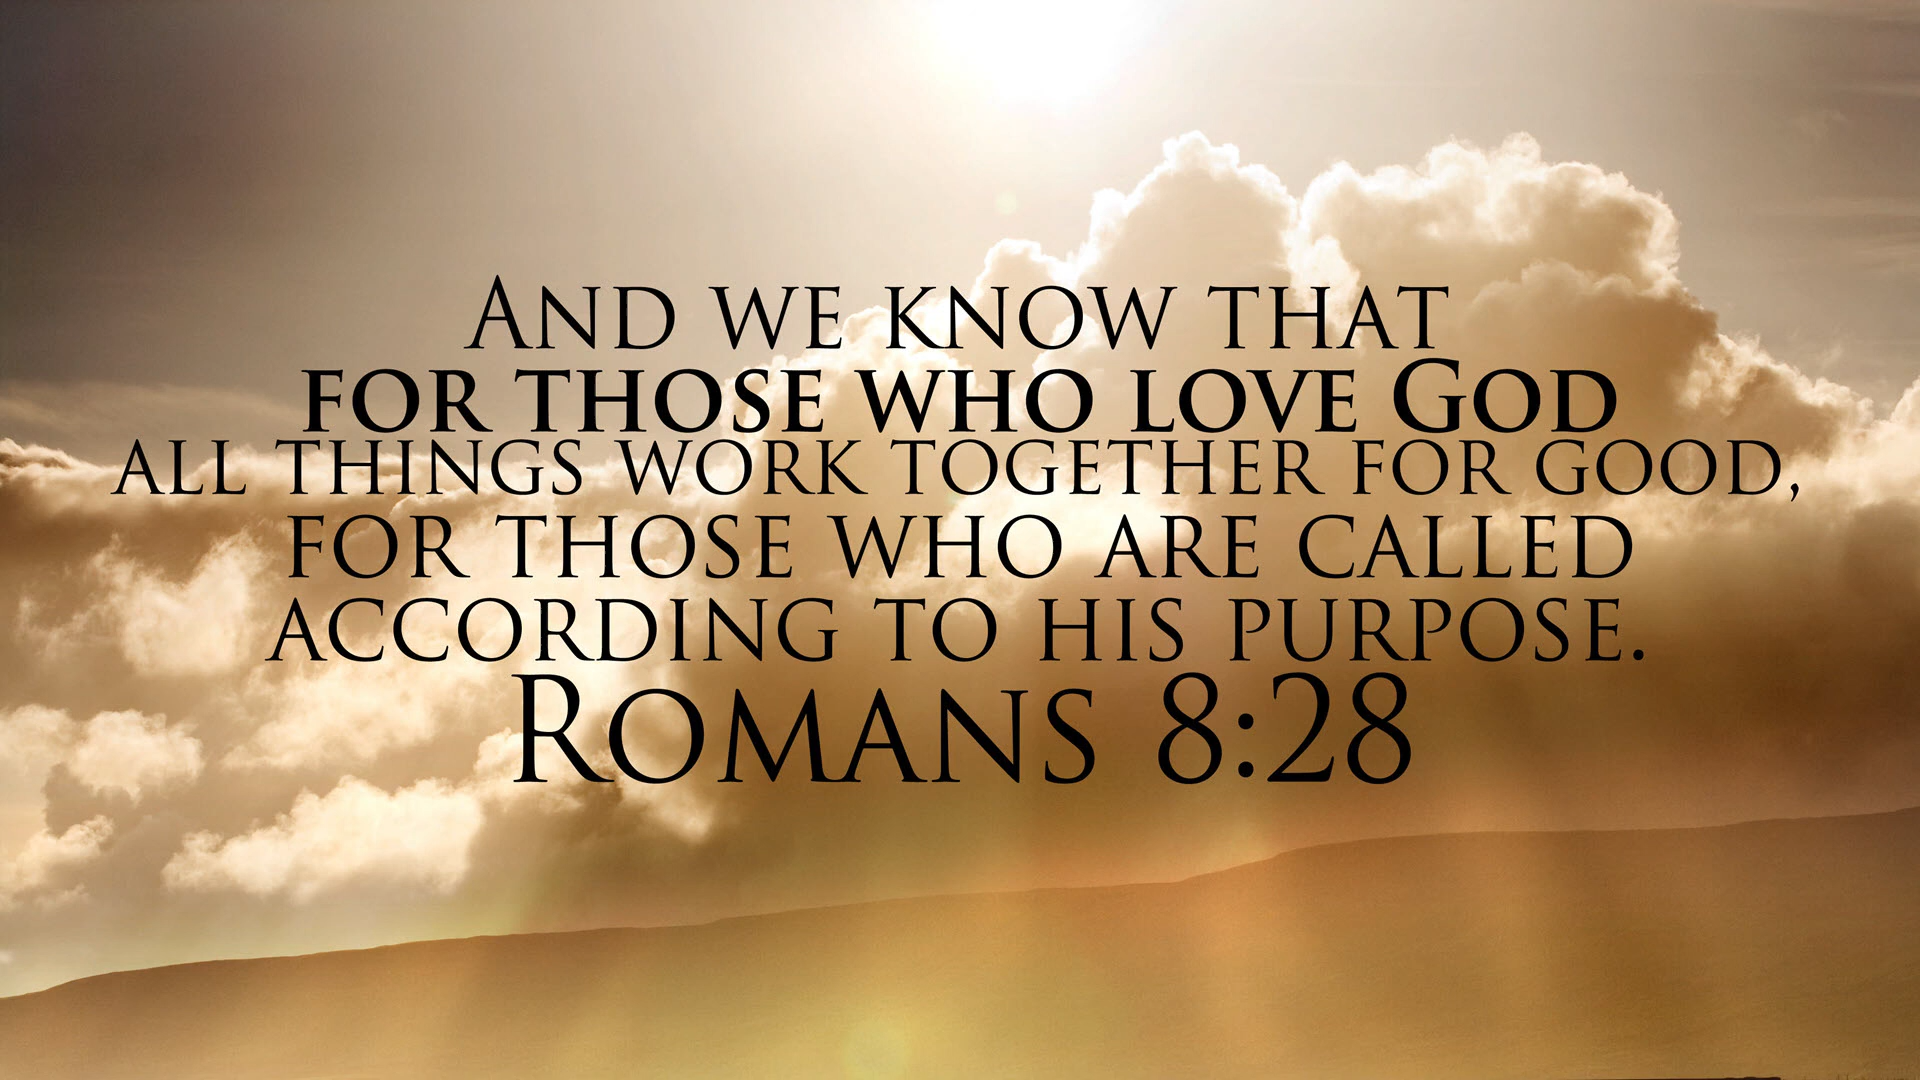 And we know that
for those who love God
all things work together for good,
for those who are called
according to his purpose.
Romans 8:28